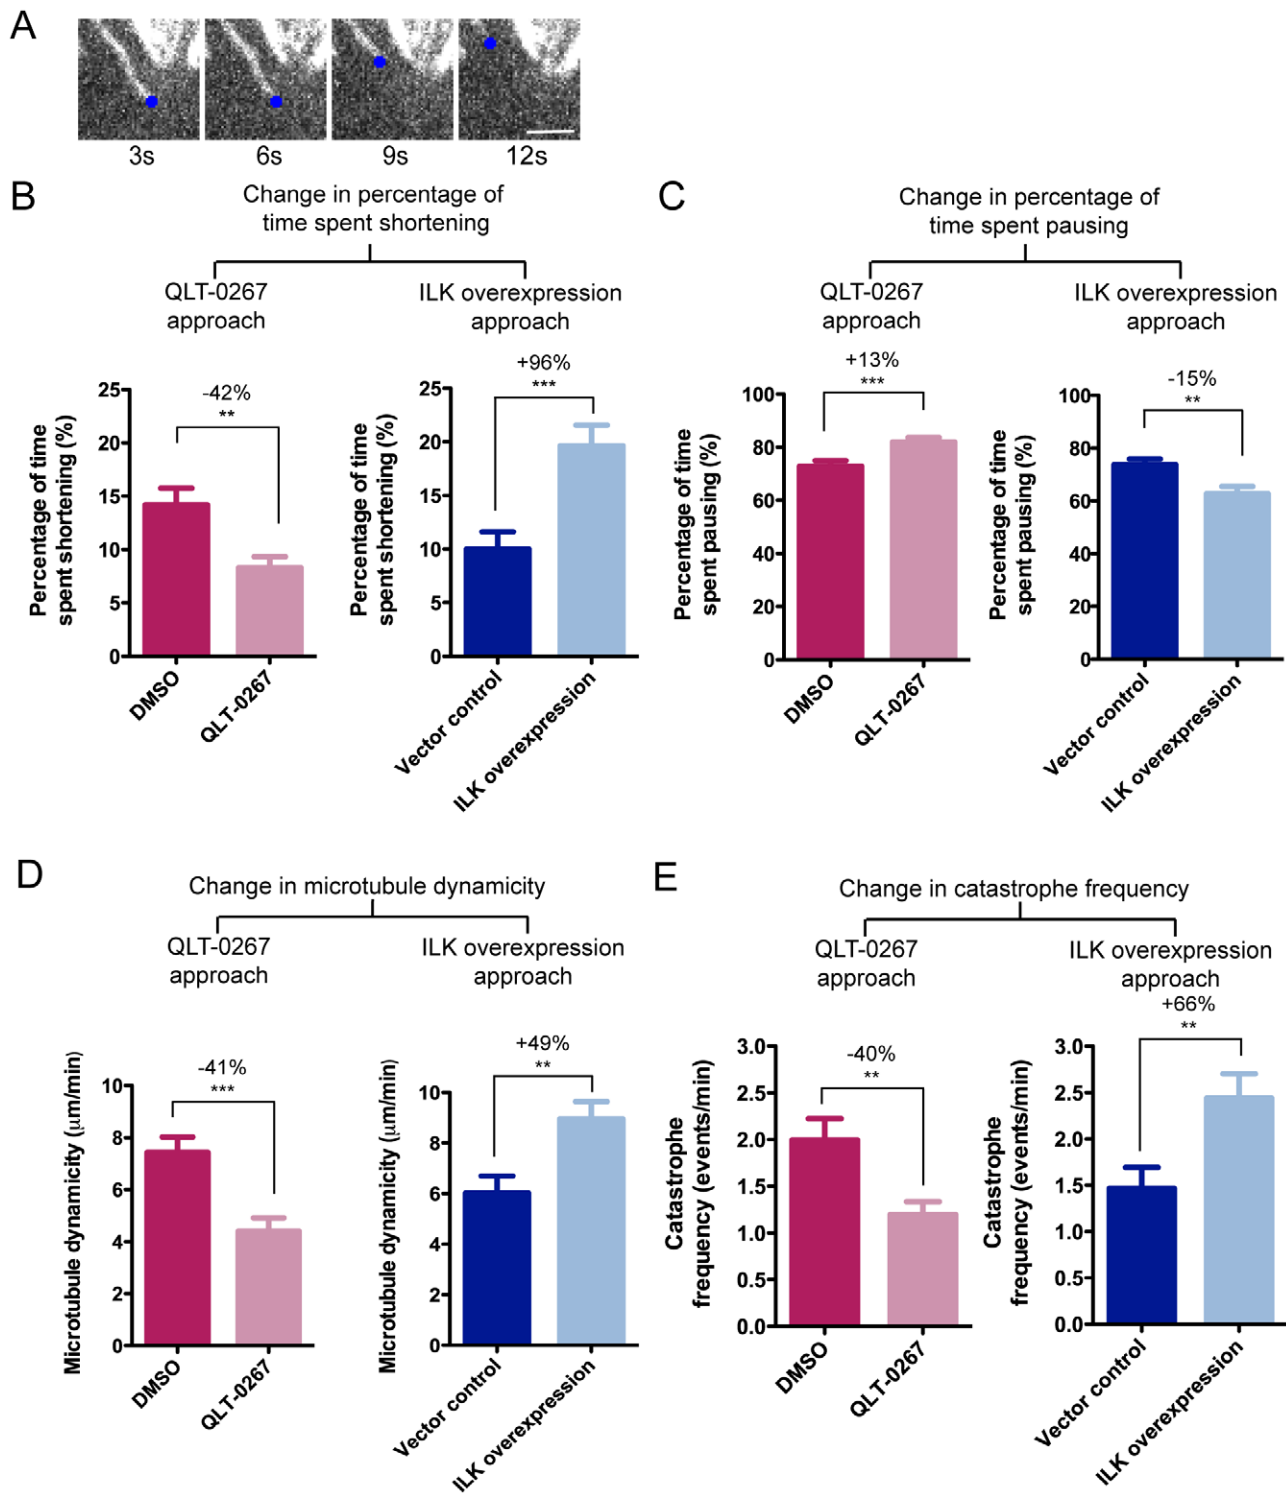 A
3s 6s 9s 12s
B
Change in percentage of
time spent shortening
QLT-0267
approach
ILK overexpression
approach
-42%
**
Percentage of time
spent shortening (%)
25
20
15
10
5
0
DMSO
QLT-0267
+96%
***
Percentage of time
spent shortening (%)
25
20
15
10
5
0
Vector control
ILK overexpression
C
Change in percentage of
time spent pausing
QLT-0267
approach
ILK overexpression
approach
+13%
***
Percentage of time
spent pausing (%)
100
80
60
40
20
0
DMSO
QLT-0267
-15%
**
Percentage of time
spent pausing (%)
100
80
60
40
20
0
Vector control
ILK overexpression
D
Change in microtubule dynamicity
QLT-0267
approach
ILK overexpression
approach
-41%
***
Microtubule dynamicity (μm/min)
10
8
6
4
2
0
DMSO
QLT-0267
+49%
**
Microtubule dynamicity (μm/min)
10
8
6
4
2
0
Vector control
ILK overexpression
E
Change in catastrophe frequency
QLT-0267
approach
ILK overexpression
approach
-40%
**
Catastrophe
frequency (events/min)
3.0
2.5
2.0
1.5
1.0
0.5
0.0
DMSO
QLT-0267
+66%
**
Catastrophe
frequency (events/min)
3.0
2.5
2.0
1.5
1.0
0.5
0.0
Vector control
ILK overexpression